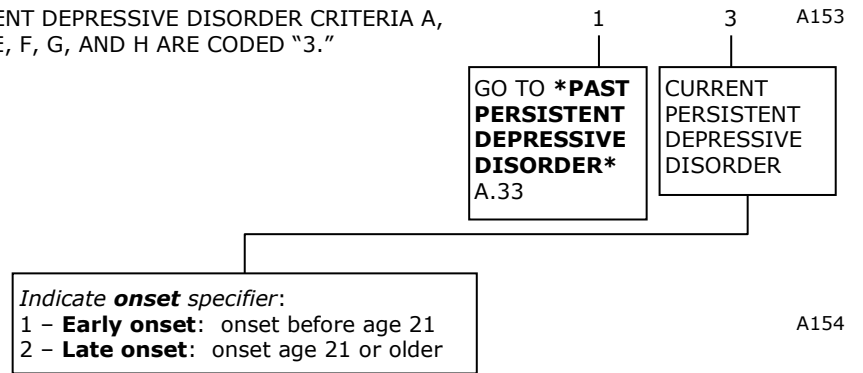 ENT DEPRESSIVE DISORDER CRITERIA A, 1 3 A153
E, F, G, AND H ARE CODED “3.”
GO TO *PAST
PERSISTENT
DEPRESSIVE
DISORDER*
A.33
CURRENT
PERSISTENT
DEPRESSIVE
DISORDER
Indicate onset specifier:
1 – Early onset: onset before age 21
2 – Late onset: onset age 21 or older
A154